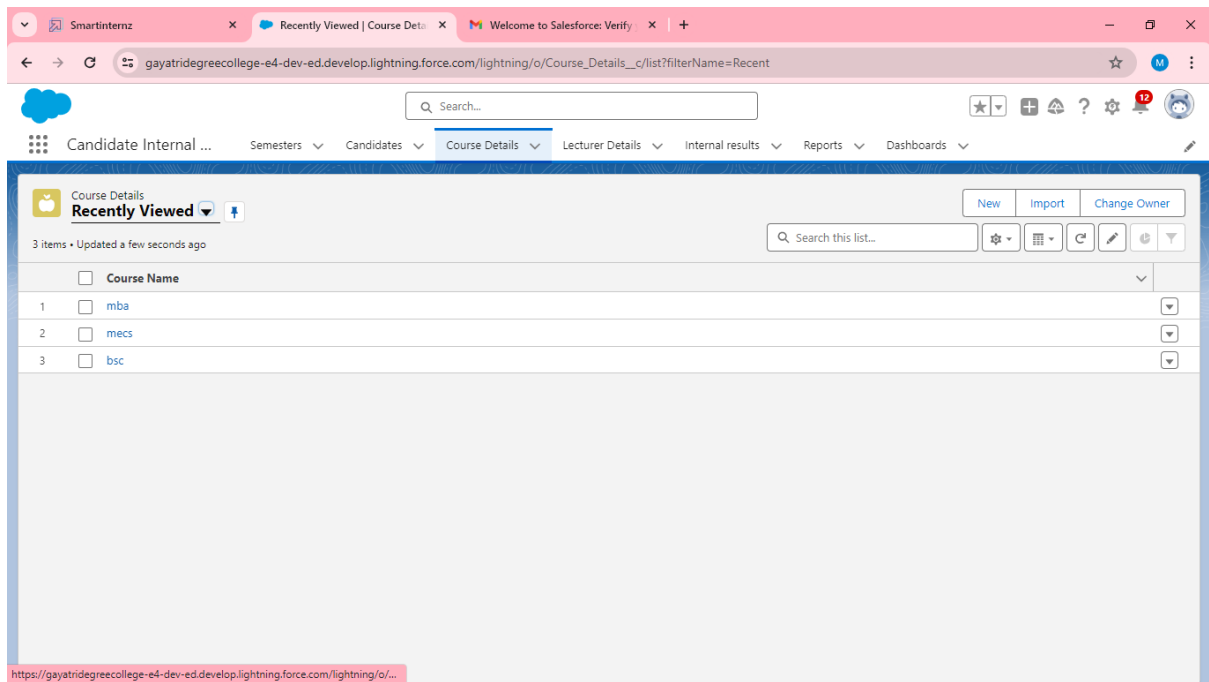 Smartinternz
Recently Viewed | Course Deta
Welcome to Salesforce: Verify
gayatridegreecollege-e4-dev-ed.develop.lightning.force.com/lightning/o/Course_Details__c/list?filterName=Recent
M
Search...
12
Candidate Internal ...
Semesters
Candidates
Course Details
Lecturer Details
Internal results
Reports
Dashboards
Course Details
Recently Viewed
New
Import
Change Owner
3 items • Updated a few seconds ago
Search this list...
Course Name
1 mba
2 mecs
3 bsc
https://gayatridegreecollege-e4-dev-ed.develop.lightning.force.com/lightning/o/...